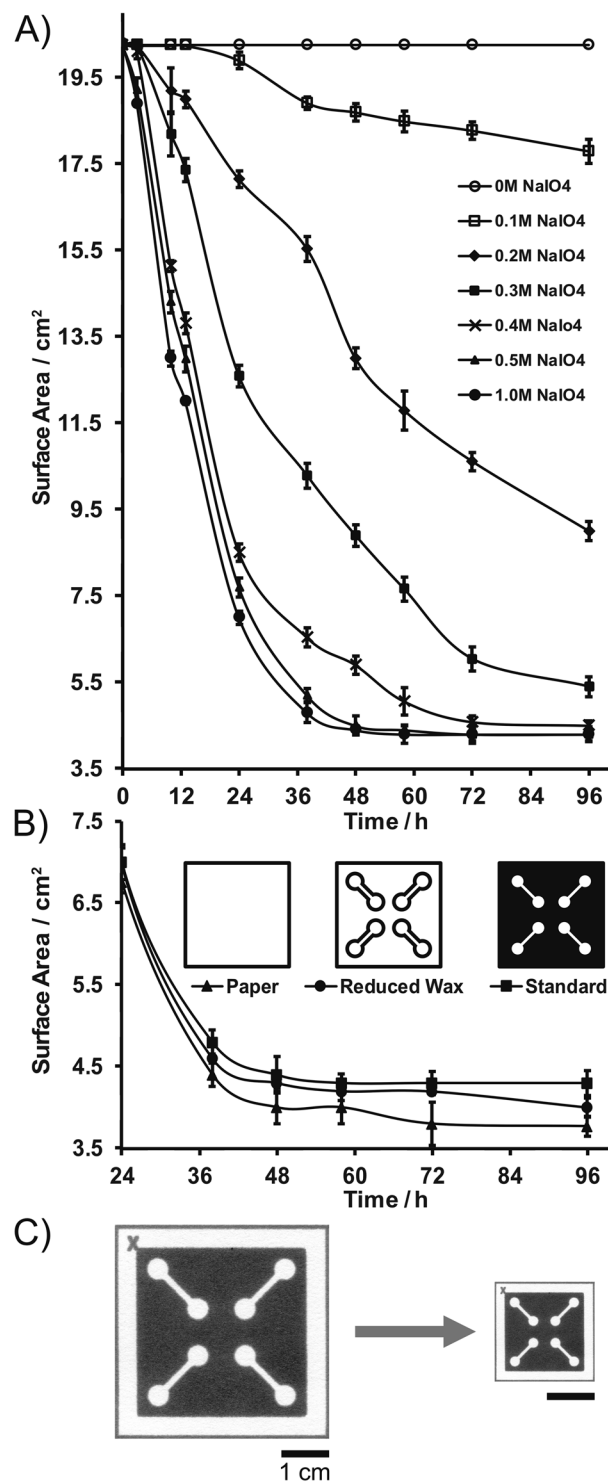 A)
19.5
17.5
15.5
13.5
11.5
9.5
7.5
5.5
3.5
Surface Area / cm²
0M NaIO4
0.1M NaIO4
0.2M NaIO4
0.3M NaIO4
0.4M NaIo4
0.5M NaIO4
1.0M NaIO4
0 12 24 36 48 60 72 84 96
Time / h
B)
7.5
6.5
5.5
4.5
3.5
Surface Area / cm²
Paper Reduced Wax Standard
24 36 48 60 72 84 96
Time / h
C)
X
X
1 cm